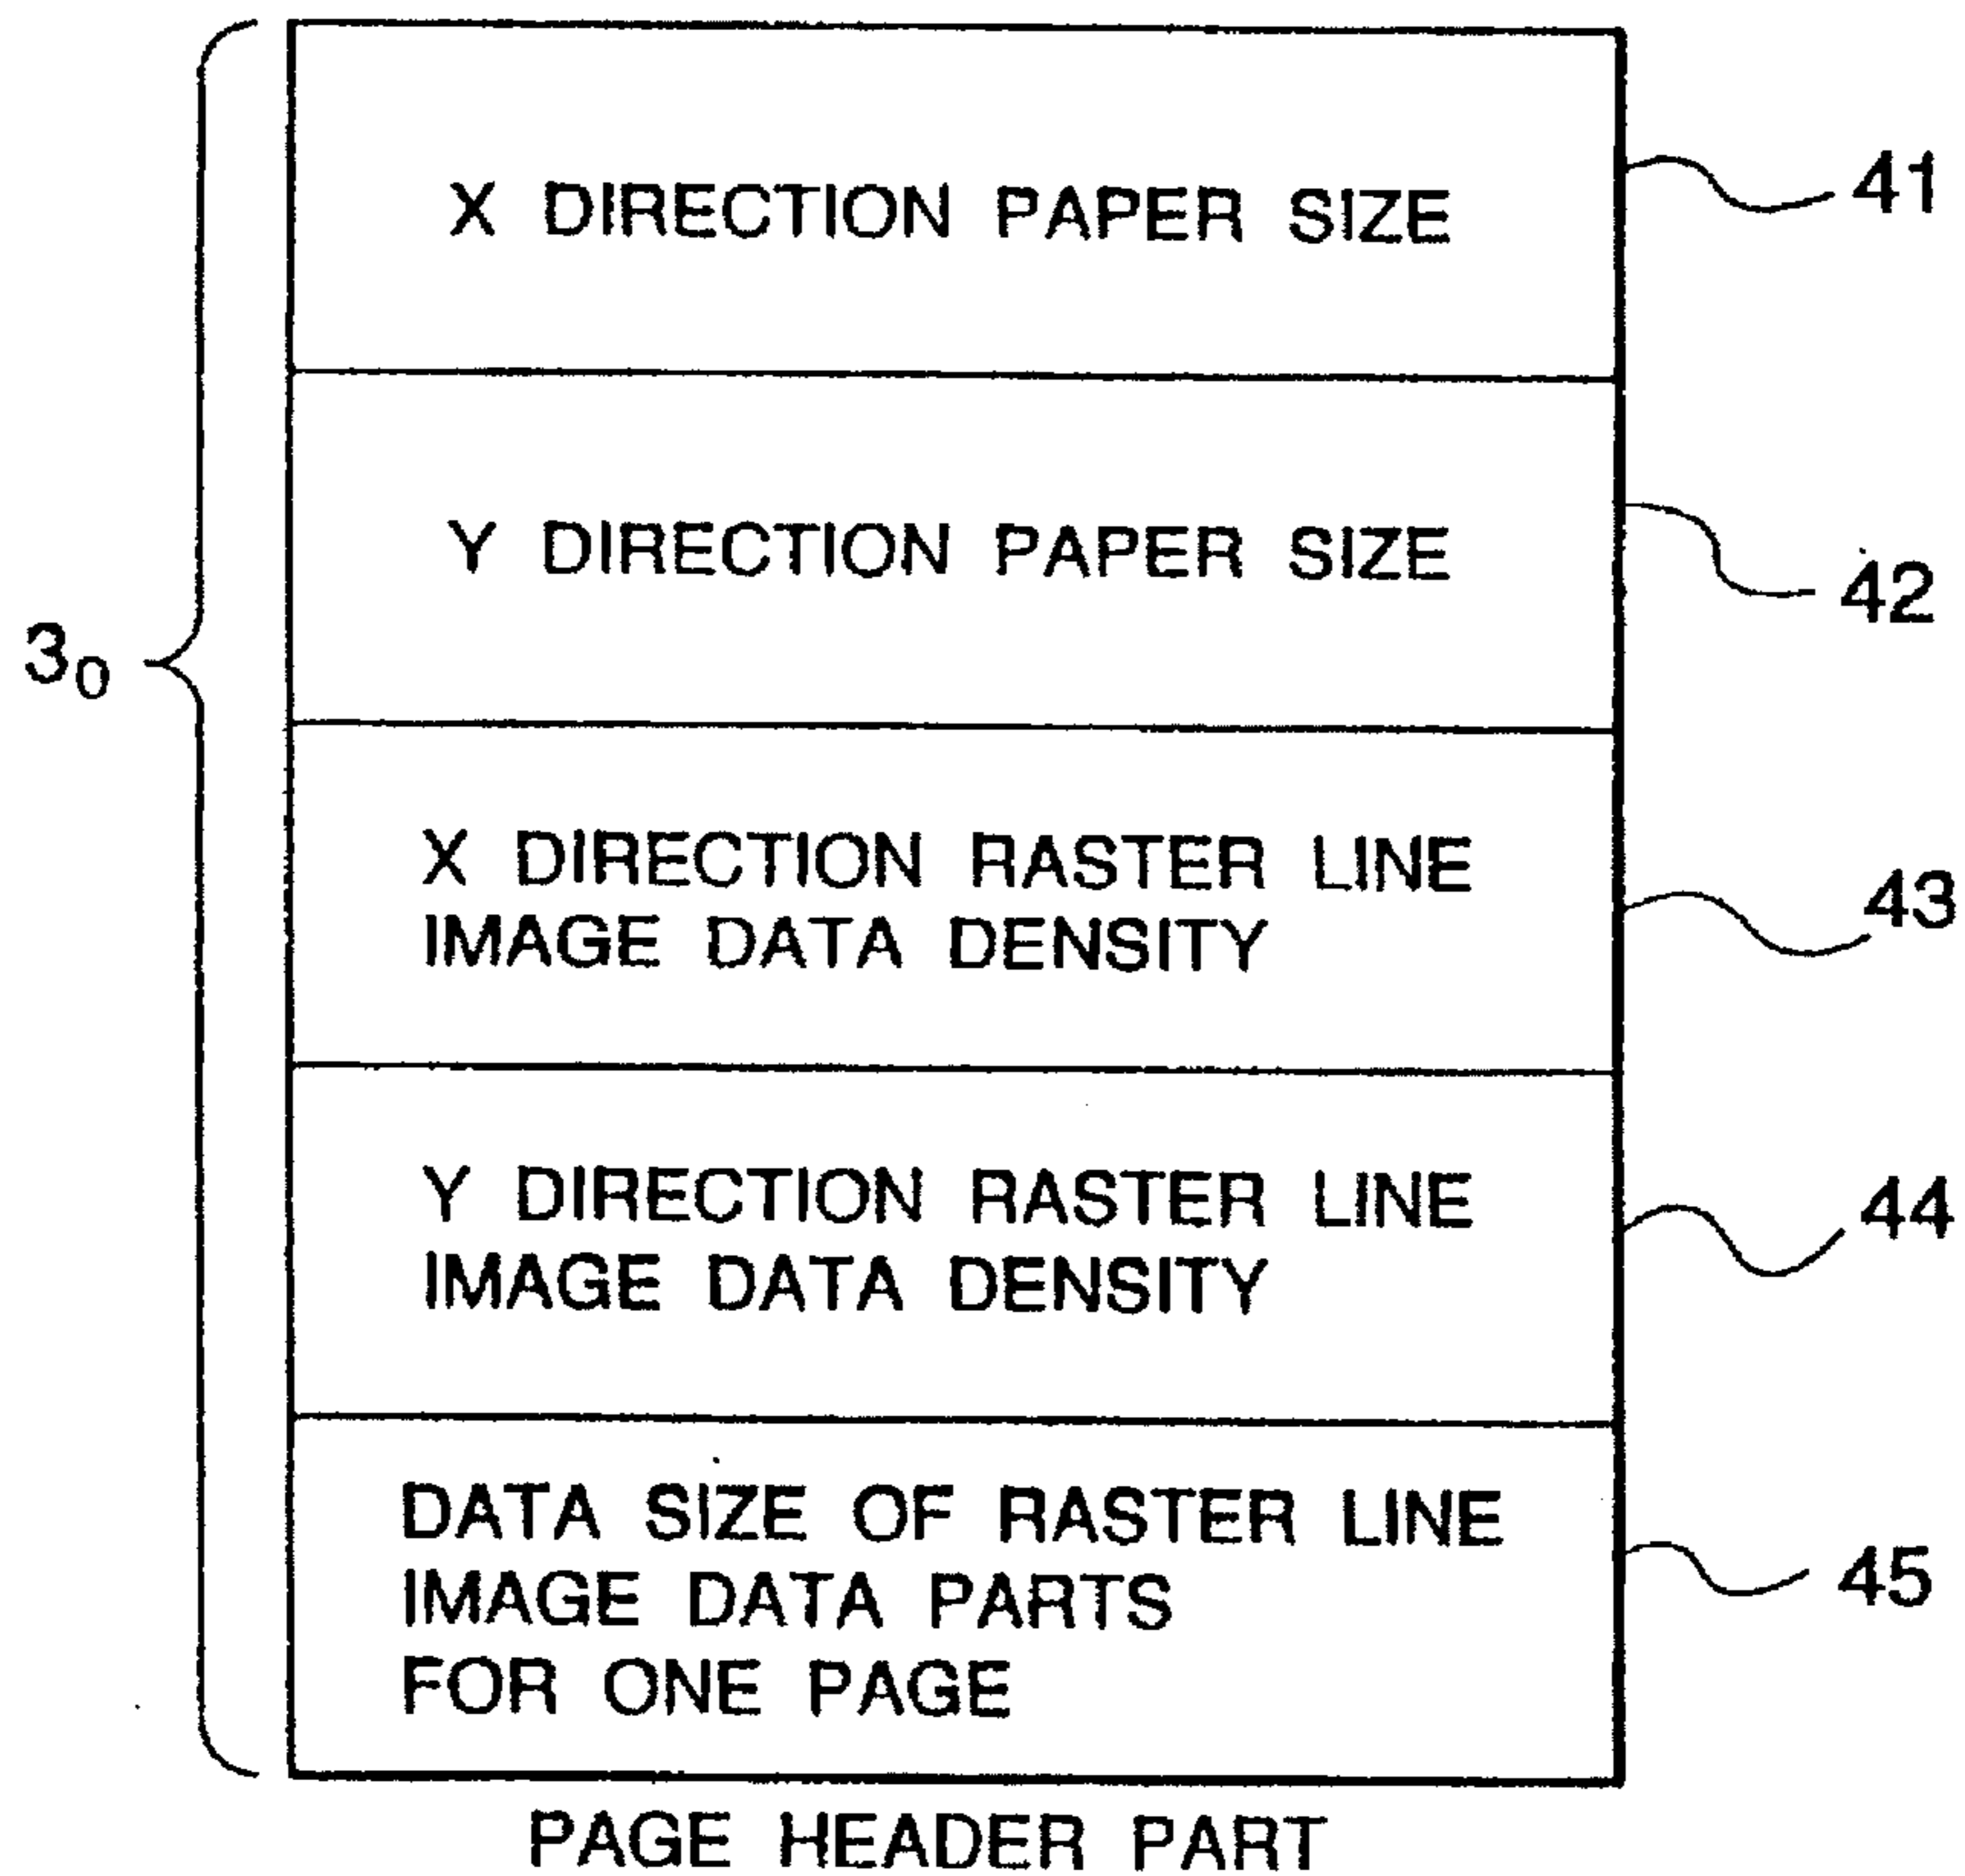 X DIRECTION PAPER SIZE
41
Y DIRECTION PAPER SIZE
42
30
X DIRECTION RASTER LINE
IMAGE DATA DENSITY
43
Y DIRECTION RASTER LINE
IMAGE DATA DENSITY
44
DATA SIZE OF RASTER LINE
IMAGE DATA PARTS
FOR ONE PAGE
45
PAGE HEADER PART